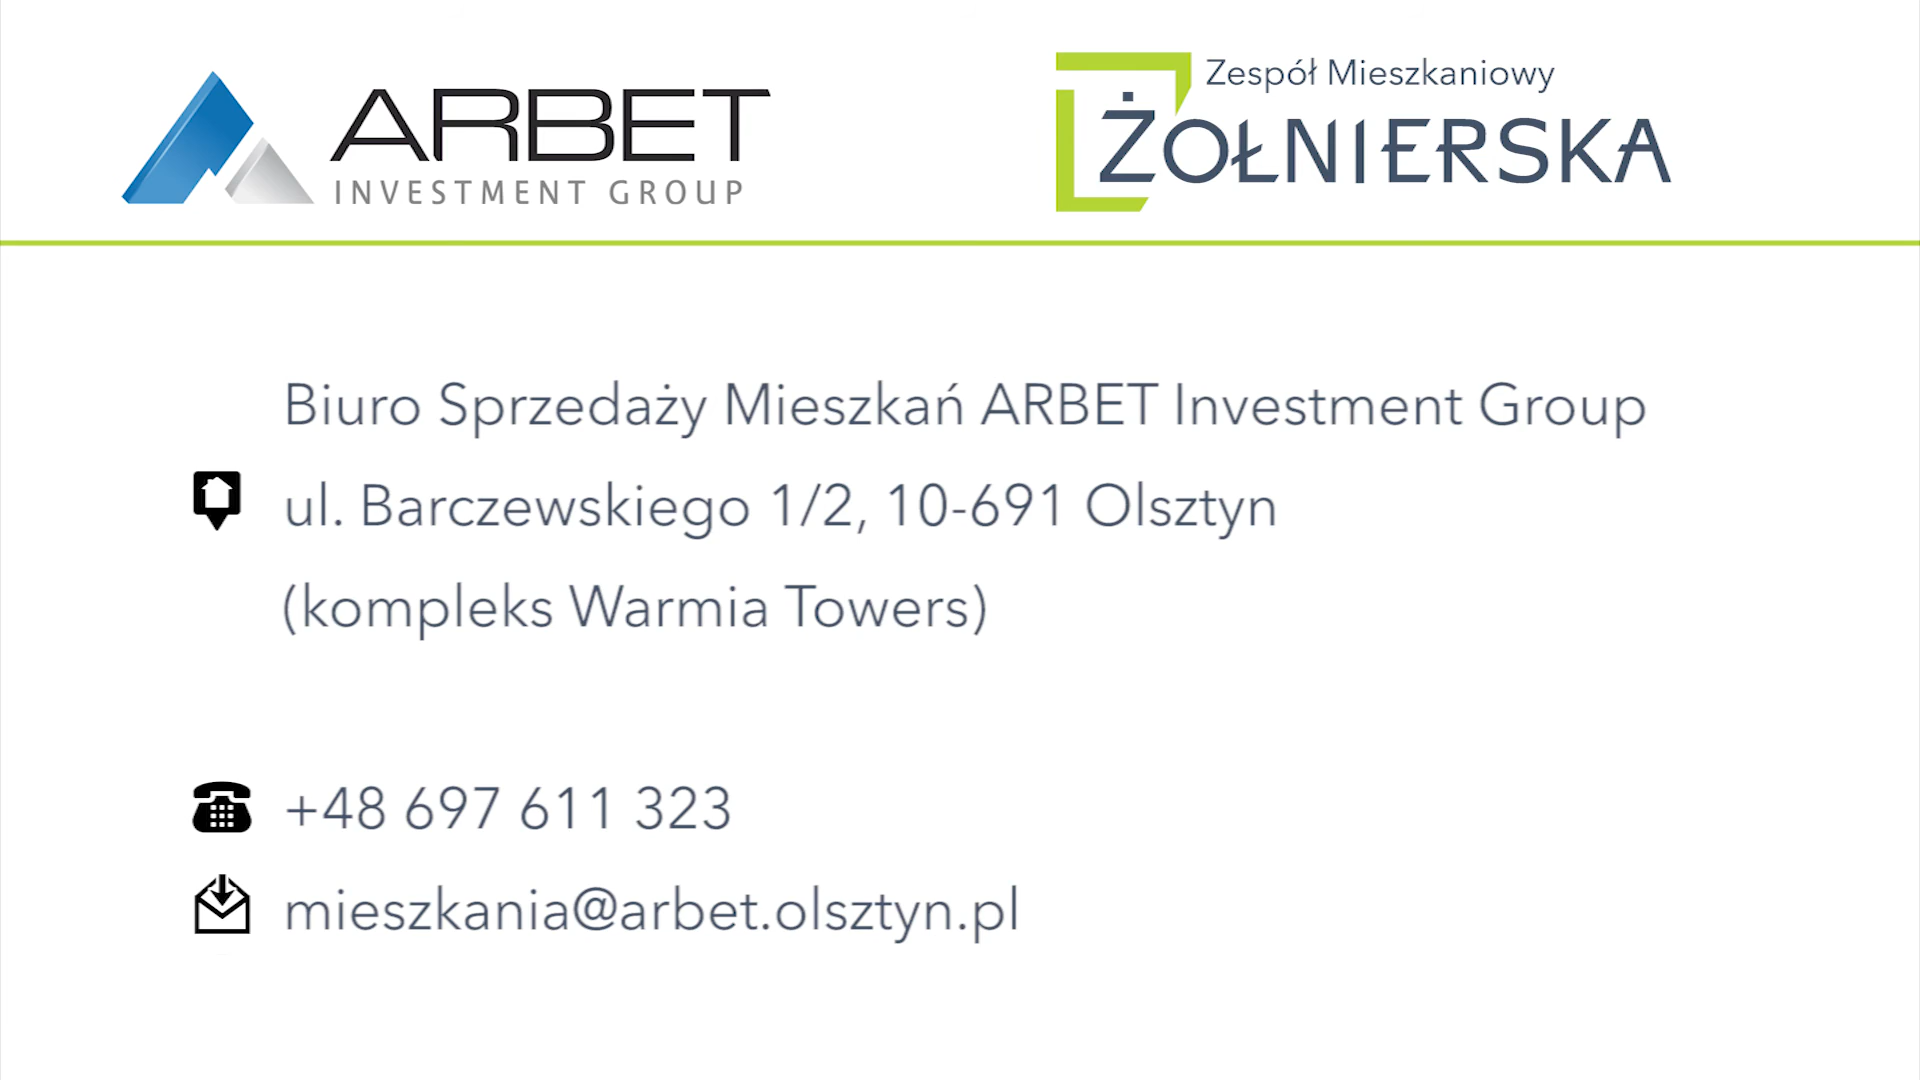 ARBET
INVESTMENT GROUP
Zespół Mieszkaniowy
ŻOŁNIERSKA
Biuro Sprzedaży Mieszkań ARBET Investment Group
ul. Barczewskiego 1/2, 10-691 Olsztyn
(kompleks Warmia Towers)
+48 697 611 323
mieszkania@arbet.olsztyn.pl